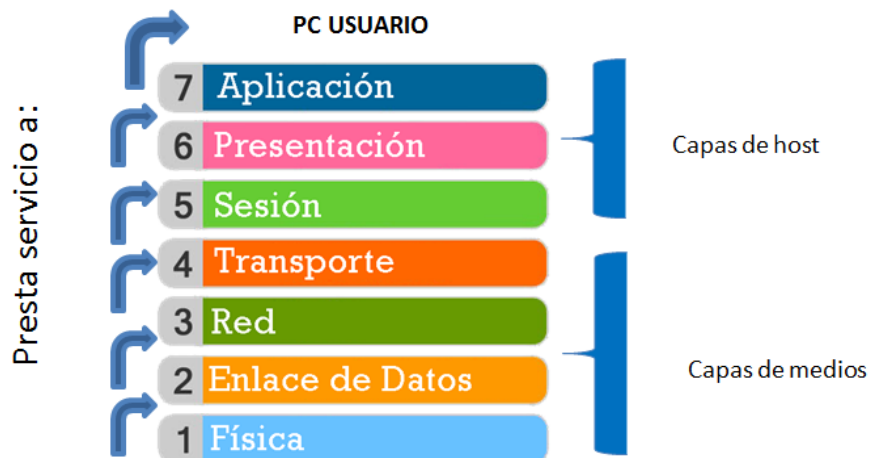 PC USUARIO
Presta servicio a:
7 Aplicación
6 Presentación
5 Sesión
Capas de host
4 Transporte
3 Red
2 Enlace de Datos
1 Física
Capas de medios